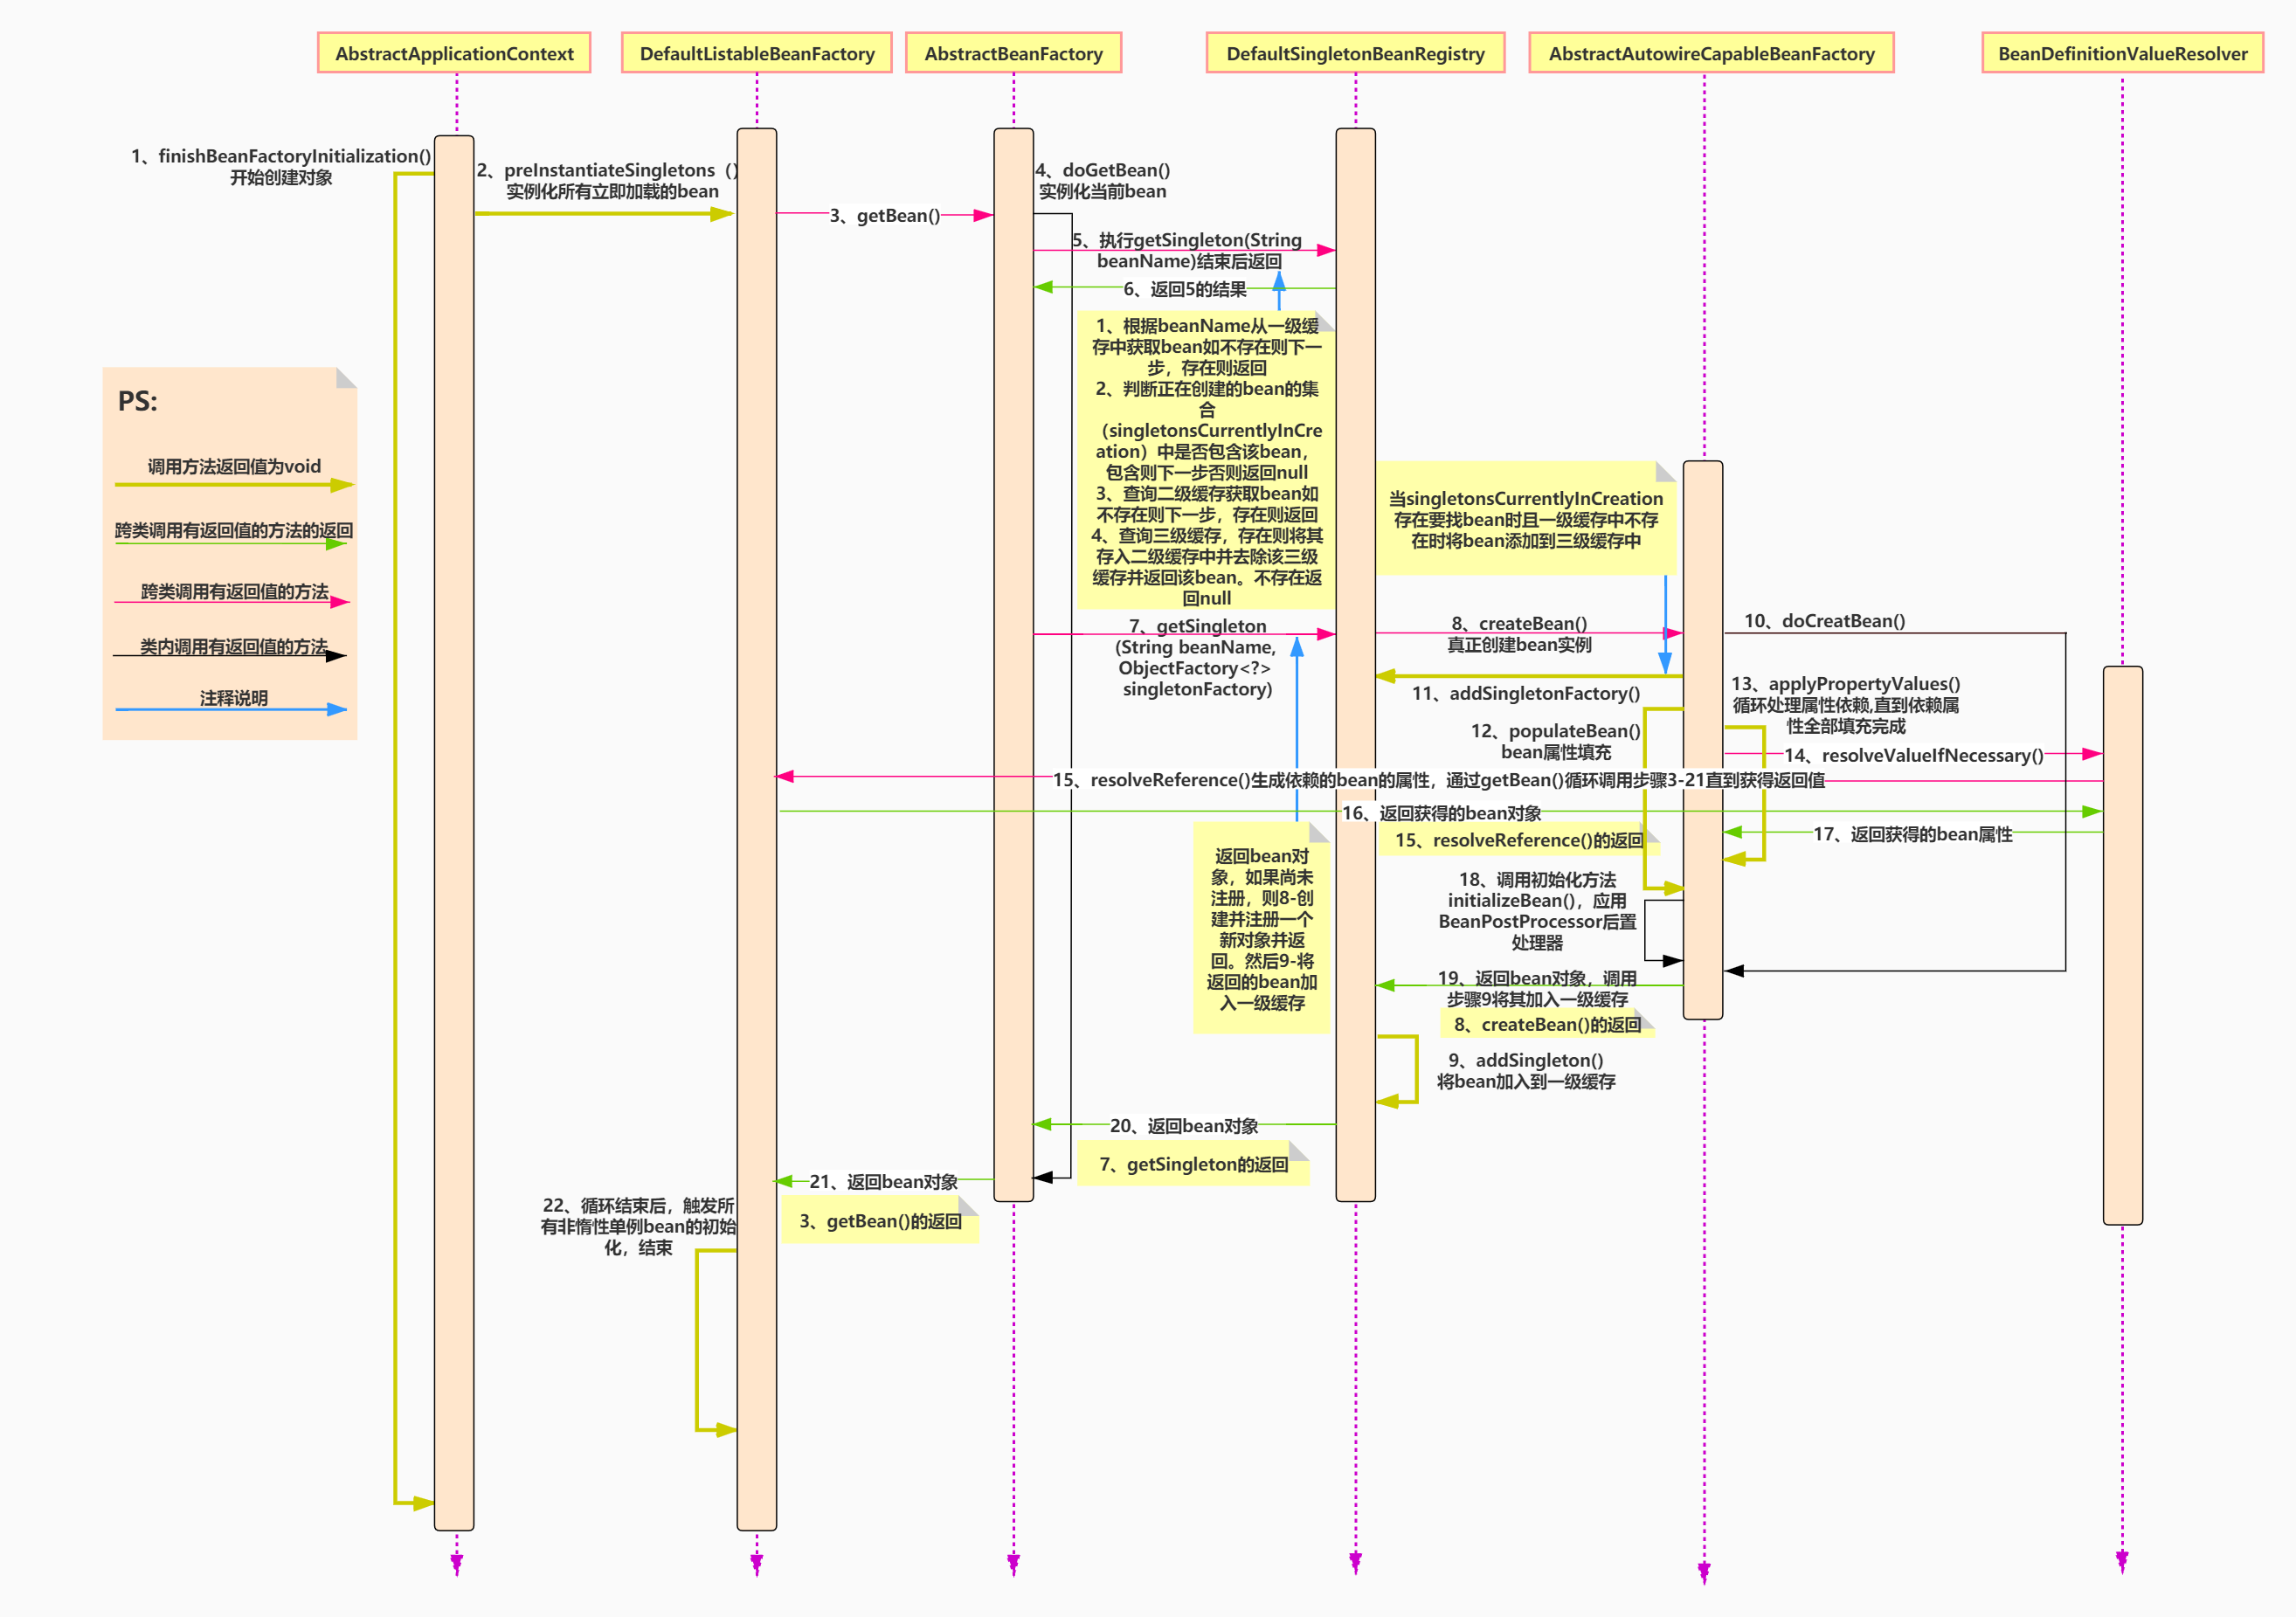 AbstractApplicationContext
DefaultListableBeanFactory
AbstractBeanFactory
DefaultSingletonBeanRegistry
AbstractAutowireCapableBeanFactory
BeanDefinitionValueResolver
1、finishBeanFactoryInitialization()
开始创建对象
2、preInstantiateSingletons（）
实例化所有立即加载的bean
3、getBean()
4、doGetBean()
实例化当前bean
5、执行getSingleton(String
beanName)结束后返回
6、返回5的结果
1、根据beanName从一级缓
存中获取bean如不存在则下一
步，存在则返回
2、判断正在创建的bean的集
合
（singletonsCurrentlyInCre
ation）中是否包含该bean，
包含则下一步否则返回null
3、查询二级缓存获取bean如
不存在则下一步，存在则返回
4、查询三级缓存，存在则将其
存入二级缓存中并去除该三级
缓存并返回该bean。不存在返
回null
PS:
调用方法返回值为void
跨类调用有返回值的方法的返回
跨类调用有返回值的方法
类内调用有返回值的方法
注释说明
当singletonsCurrentlyInCreation
存在要找bean时且一级缓存中不存
在时将bean添加到三级缓存中
7、getSingleton
(String beanName,
ObjectFactory<?>
singletonFactory)
8、createBean()
真正创建bean实例
10、doCreatBean()
11、addSingletonFactory()
13、applyPropertyValues()
循环处理属性依赖,直到依赖属
性全部填充完成
12、populateBean()
bean属性填充
14、resolveValueIfNecessary()
15、resolveReference()生成依赖的bean的属性，通过getBean()循环调用步骤3-21直到获得返回值
16、返回获得的bean对象
15、resolveReference()的返回
17、返回获得的bean属性
返回bean对
象，如果尚未
注册，则8-创
建并注册一个
新对象并返
回。然后9-将
返回的bean加
入一级缓存
18、调用初始化方法
initializeBean()，应用
BeanPostProcessor后置
处理器
19、返回bean对象，调用
步骤9将其加入一级缓存
8、createBean()的返回
9、addSingleton()
将bean加入到一级缓存
20、返回bean对象
7、getSingleton的返回
21、返回bean对象
3、getBean()的返回
22、循环结束后，触发所
有非惰性单例bean的初始
化，结束